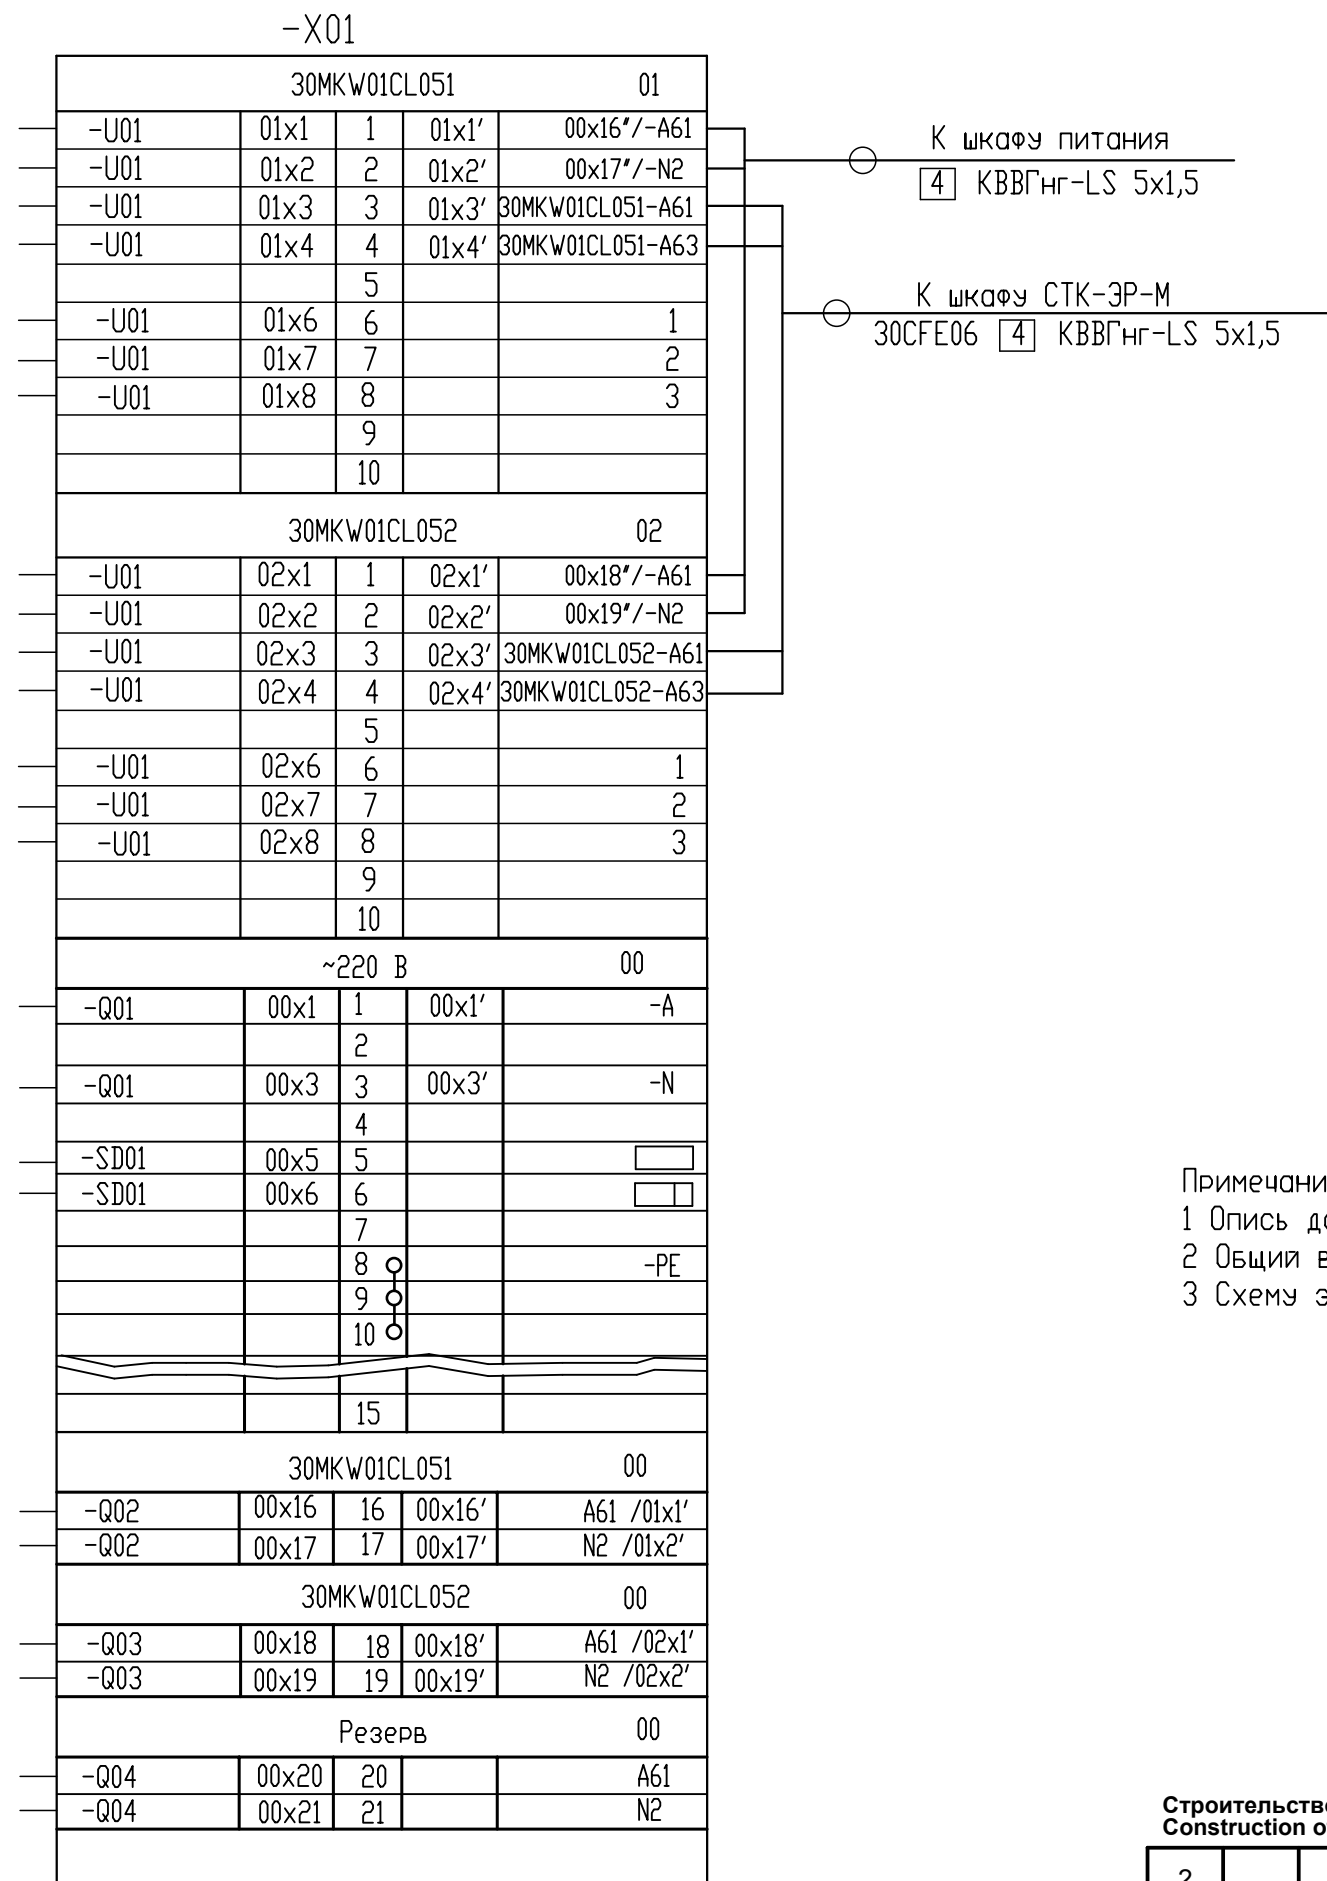 -X01
30MKW01CL051 01
-U01 01x1 1 01x1' 00x16"/-A61
-U01 01x2 2 01x2' 00x17"/-N2
-U01 01x3 3 01x3' 30MKW01CL051-A61
-U01 01x4 4 01x4' 30MKW01CL051-A63
5
-U01 01x6 6 1
-U01 01x7 7 2
-U01 01x8 8 3
9
10
К шкафу питания
4 КВВГнг-LS 5x1,5
К шкафу СТК-ЭР-М
30CFE06 4 КВВГнг-LS 5x1,5
30MKW01CL052 02
-U01 02x1 1 02x1' 00x18"/-A61
-U01 02x2 2 02x2' 00x19"/-N2
-U01 02x3 3 02x3' 30MKW01CL052-A61
-U01 02x4 4 02x4' 30MKW01CL052-A63
5
-U01 02x6 6 1
-U01 02x7 7 2
-U01 02x8 8 3
9
10
~220 В 00
-Q01 00x1 1 00x1' -A
2
-Q01 00x3 3 00x3' -N
4
-SD01 00x5 5
-SD01 00x6 6
7
8 -PE
9
10
15
30MKW01CL051 00
-Q02 00x16 16 00x16' A61 /01x1'
-Q02 00x17 17 00x17' N2 /01x2'
30MKW01CL052 00
-Q03 00x18 18 00x18' A61 /02x1'
-Q03 00x19 19 00x19' N2 /02x2'
Резерв 00
-Q04 00x20 20 A61
-Q04 00x21 21 N2
Примечани
1 Опись до
2 Общий в
3 Схему э
Строительств
Construction o
2